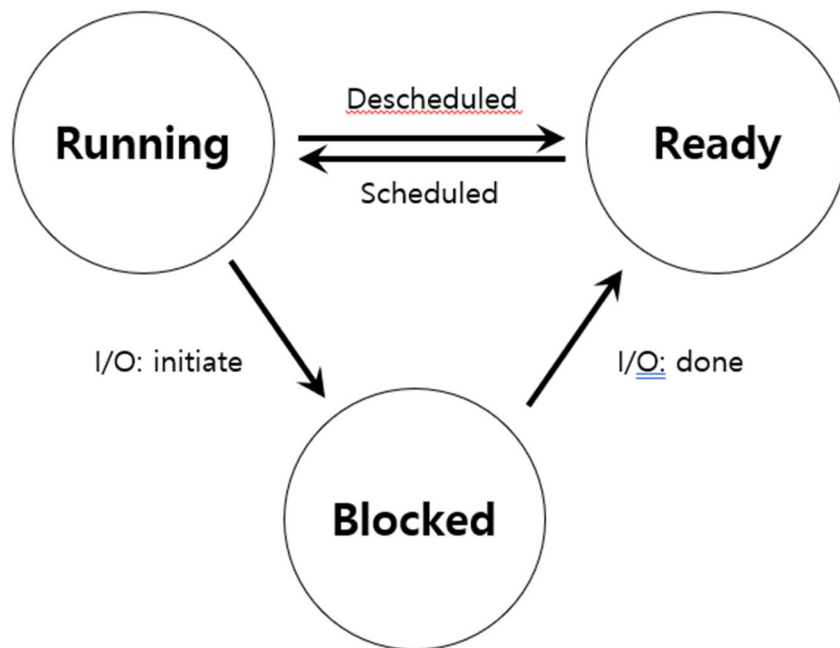 Descheduled
Running
Ready
Scheduled
I/O: initiate
I/O: done
Blocked